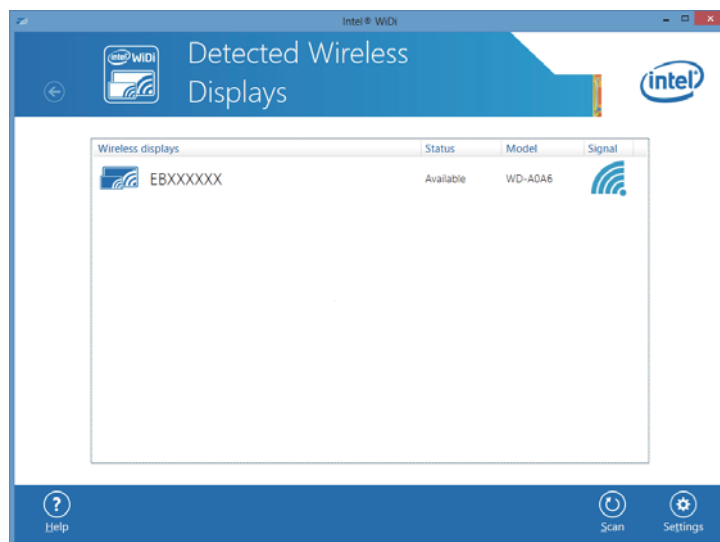 Intel® WiDi
intel WiDi
Detected Wireless
Displays
intel
Wireless displays Status Model Signal
EBXXXXXX Available WD-A0A6
Help Scan Settings